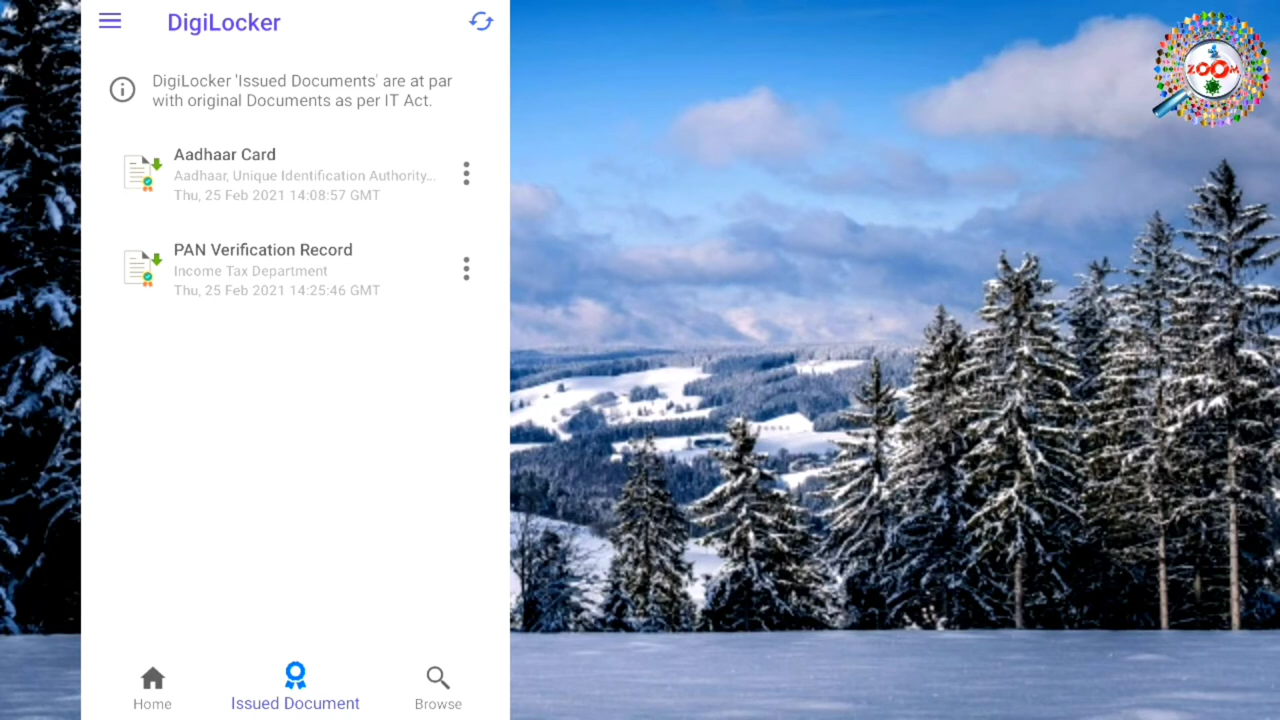 DigiLocker
DigiLocker 'Issued Documents' are at par
with original Documents as per IT Act.
Aadhaar Card
Aadhaar, Unique Identification Authority...
Thu, 25 Feb 2021 14:08:57 GMT
PAN Verification Record
Income Tax Department
Thu, 25 Feb 2021 14:25:46 GMT
Home
Issued Document
Browse
ZOOM